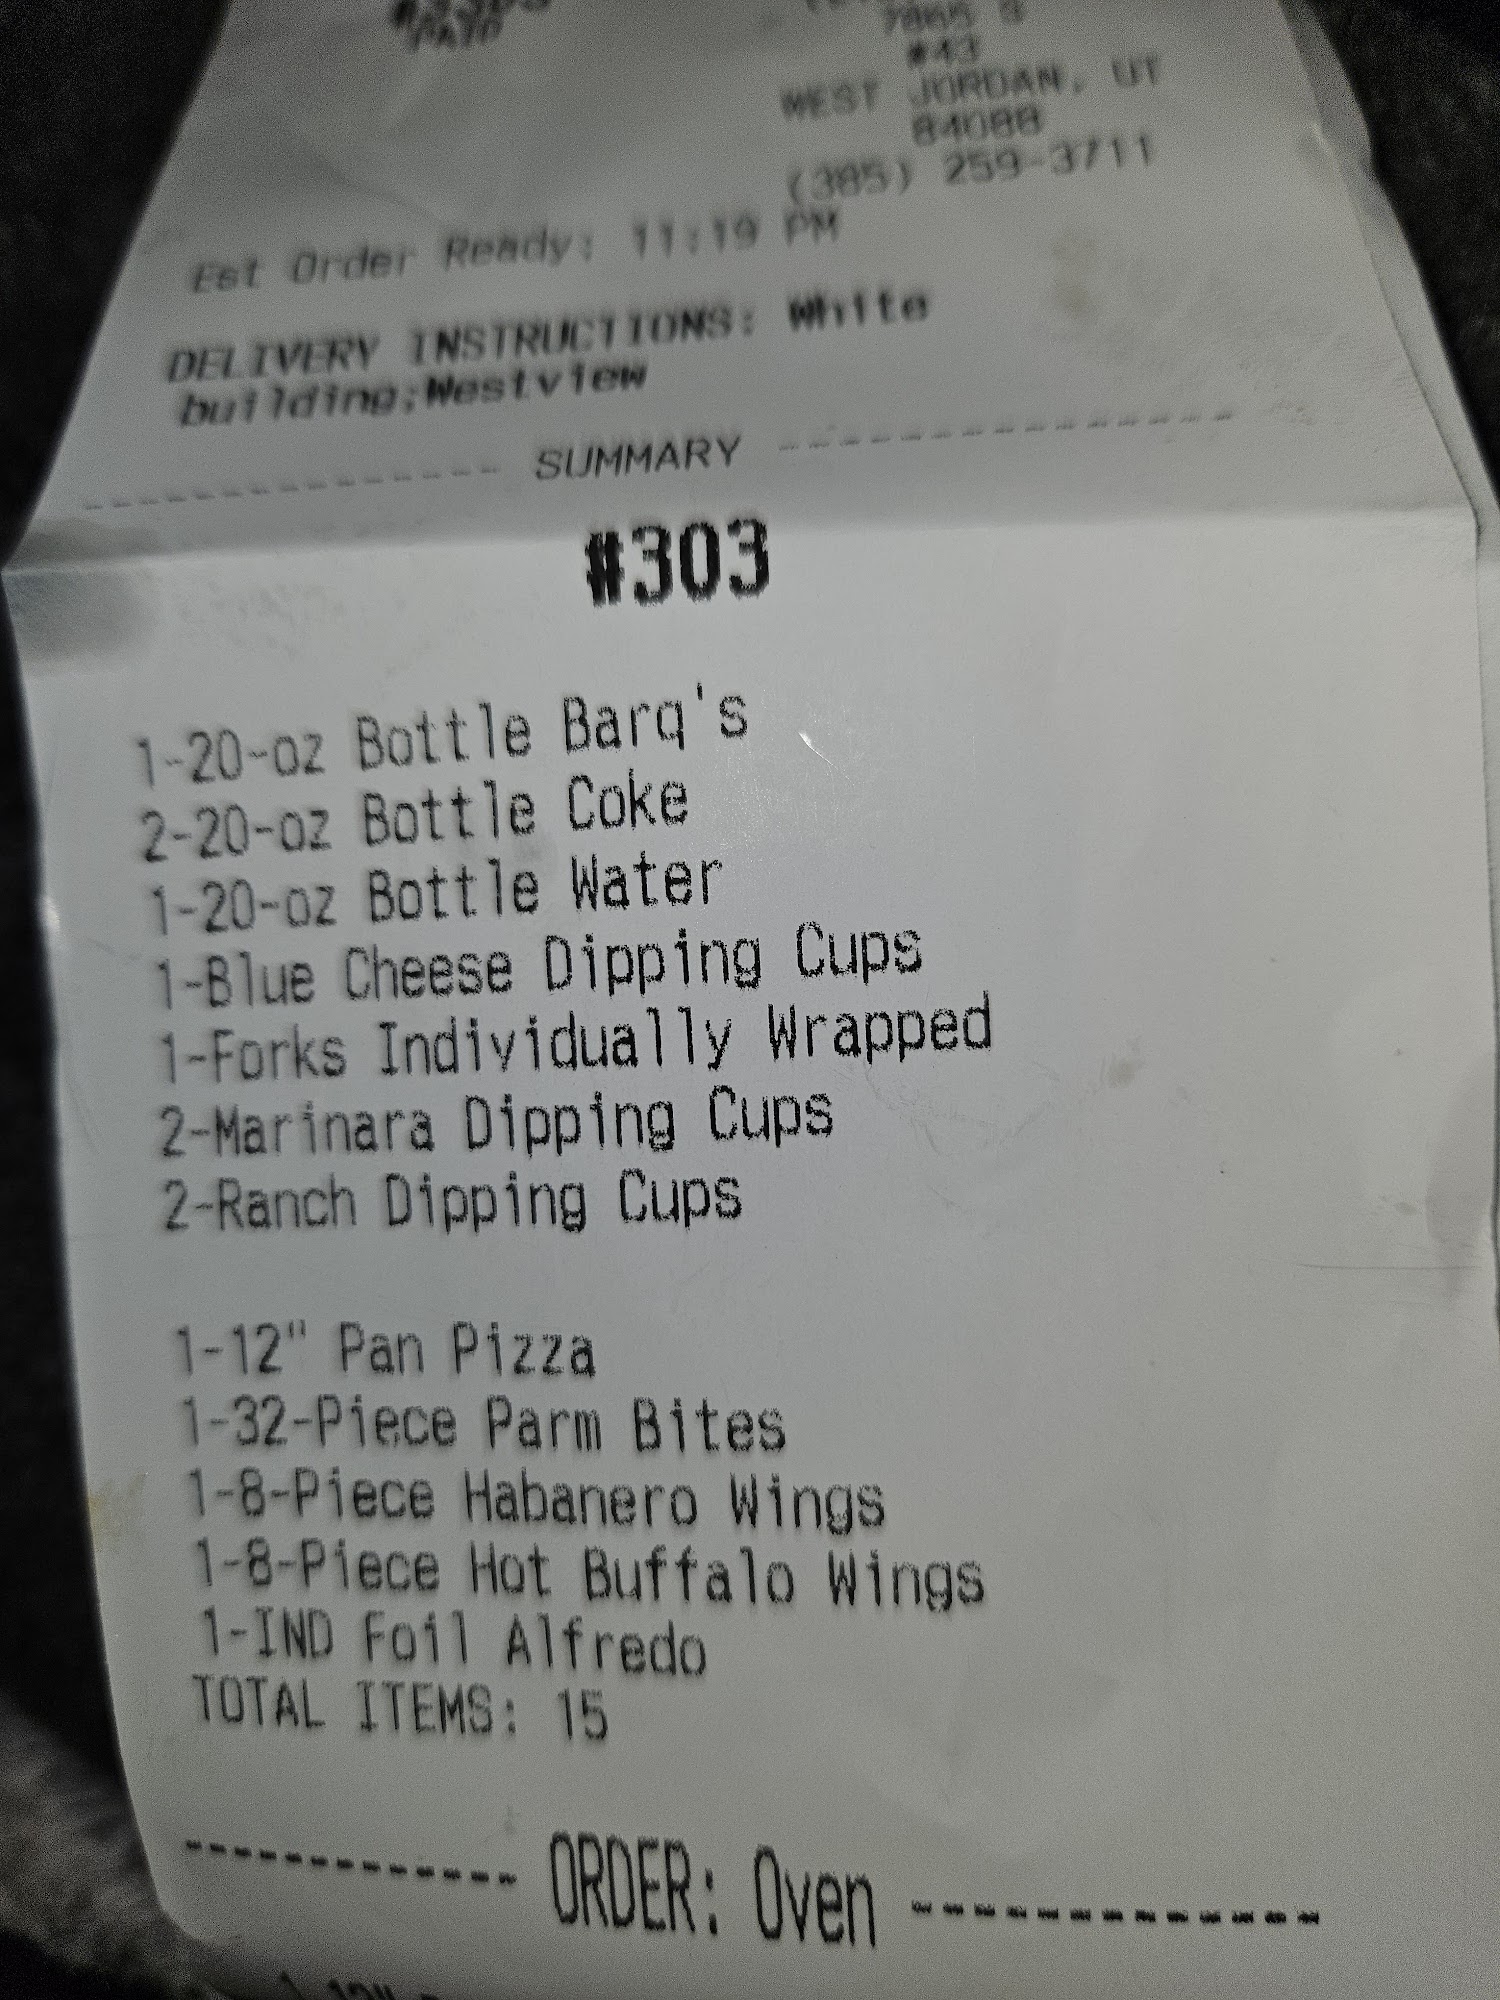 PAID
7865 S
#43
WEST JORDAN, UT
84088
(385) 259-3711
Est Order Ready: 11:19 PM
DELIVERY INSTRUCTIONS: White
building;Westview
------------- SUMMARY --------------
#303
1-20-oz Bottle Barq's
2-20-oz Bottle Coke
1-20-oz Bottle Water
1-Blue Cheese Dipping Cups
1-Forks Individually Wrapped
2-Marinara Dipping Cups
2-Ranch Dipping Cups
1-12" Pan Pizza
1-32-Piece Parm Bites
1-8-Piece Habanero Wings
1-8-Piece Hot Buffalo Wings
1-IND Foil Alfredo
TOTAL ITEMS: 15
------------- ORDER: Oven -------------